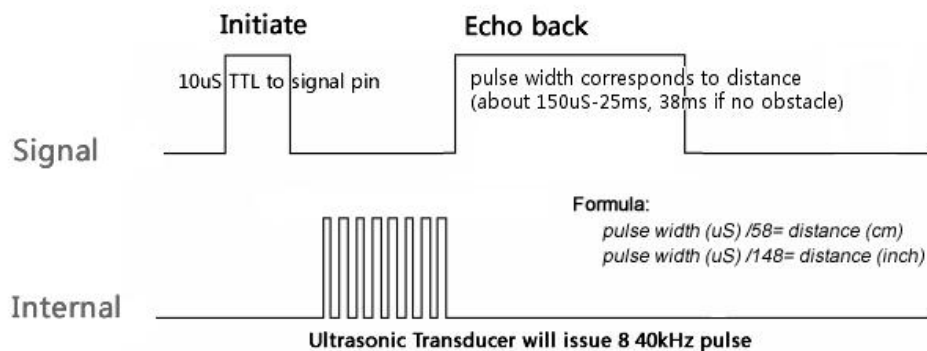 Initiate
Echo back
10uS TTL to signal pin
pulse width corresponds to distance
(about 150uS-25ms, 38ms if no obstacle)
Signal
Formula:
pulse width (uS) /58= distance (cm)
pulse width (uS) /148= distance (inch)
Internal
Ultrasonic Transducer will issue 8 40kHz pulse